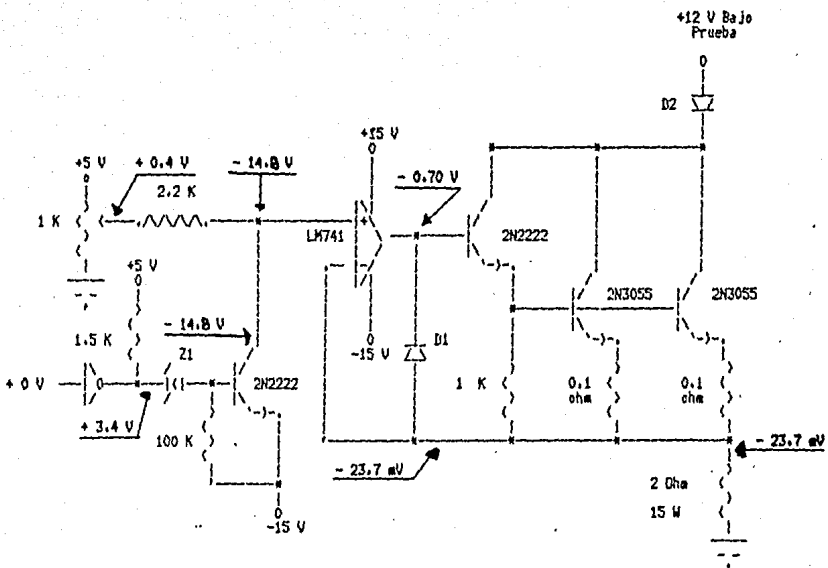 +12 V Bajo
Prueba
D2
+15 V
+5 V
+ 0.4 V
- 14.8 V
2.2 K
- 0.70 V
1 K
LM741
2N2222
+5 V
2N3055
2N3055
- 14.8 V
-15 V
D1
1.5 K
Z1
+ 0 V
2N2222
1 K
0.1
ohm
0.1
ohm
+ 3.4 V
100 K
- 23.7 mV
- 23.7 mV
2 Ohm
15 W
-15 V